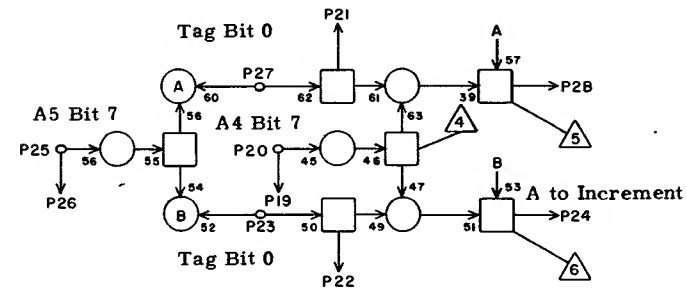 P21
Tag Bit 0
A
57
A
P27
P2B
60
62
61
39
56
63
A5 Bit 7
A4 Bit 7
4
5
P25
56
55
P20
45
46
P26
54
P19
47
B
53
A to Increment
B
P24
52
P23
50
49
51
Tag Bit 0
6
P22